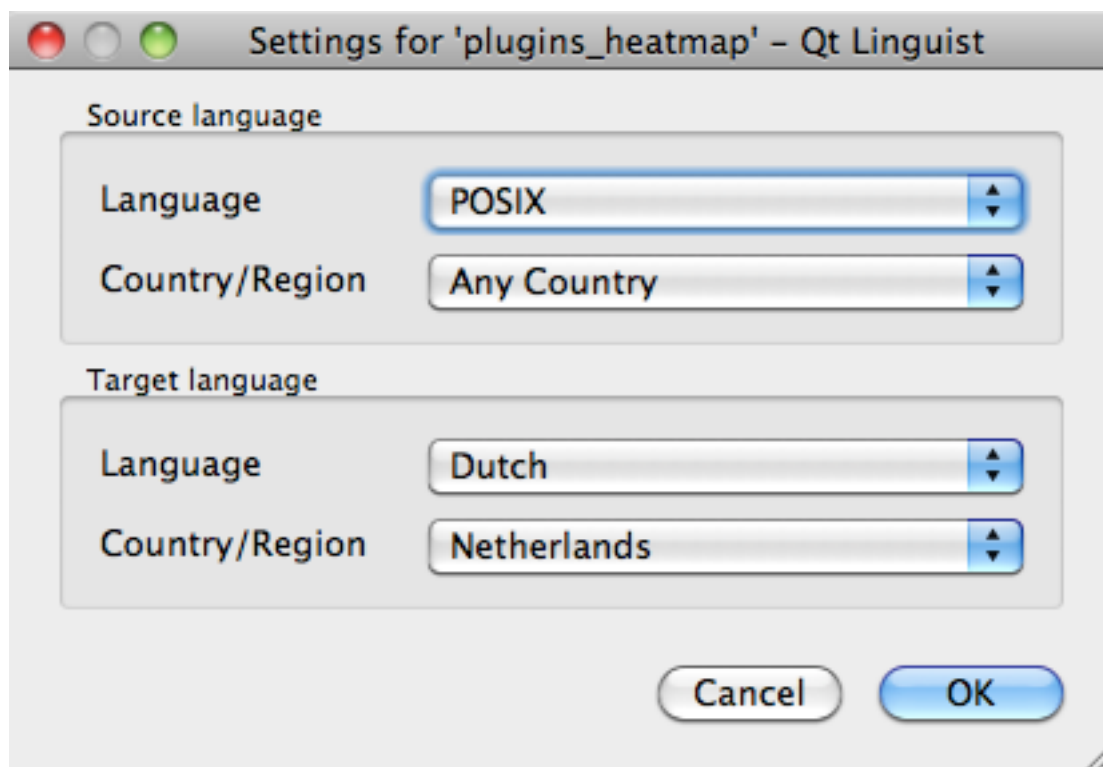 Settings for 'plugins_heatmap' – Qt Linguist
Source language
Language POSIX
Country/Region Any Country
Target language
Language Dutch
Country/Region Netherlands
Cancel OK